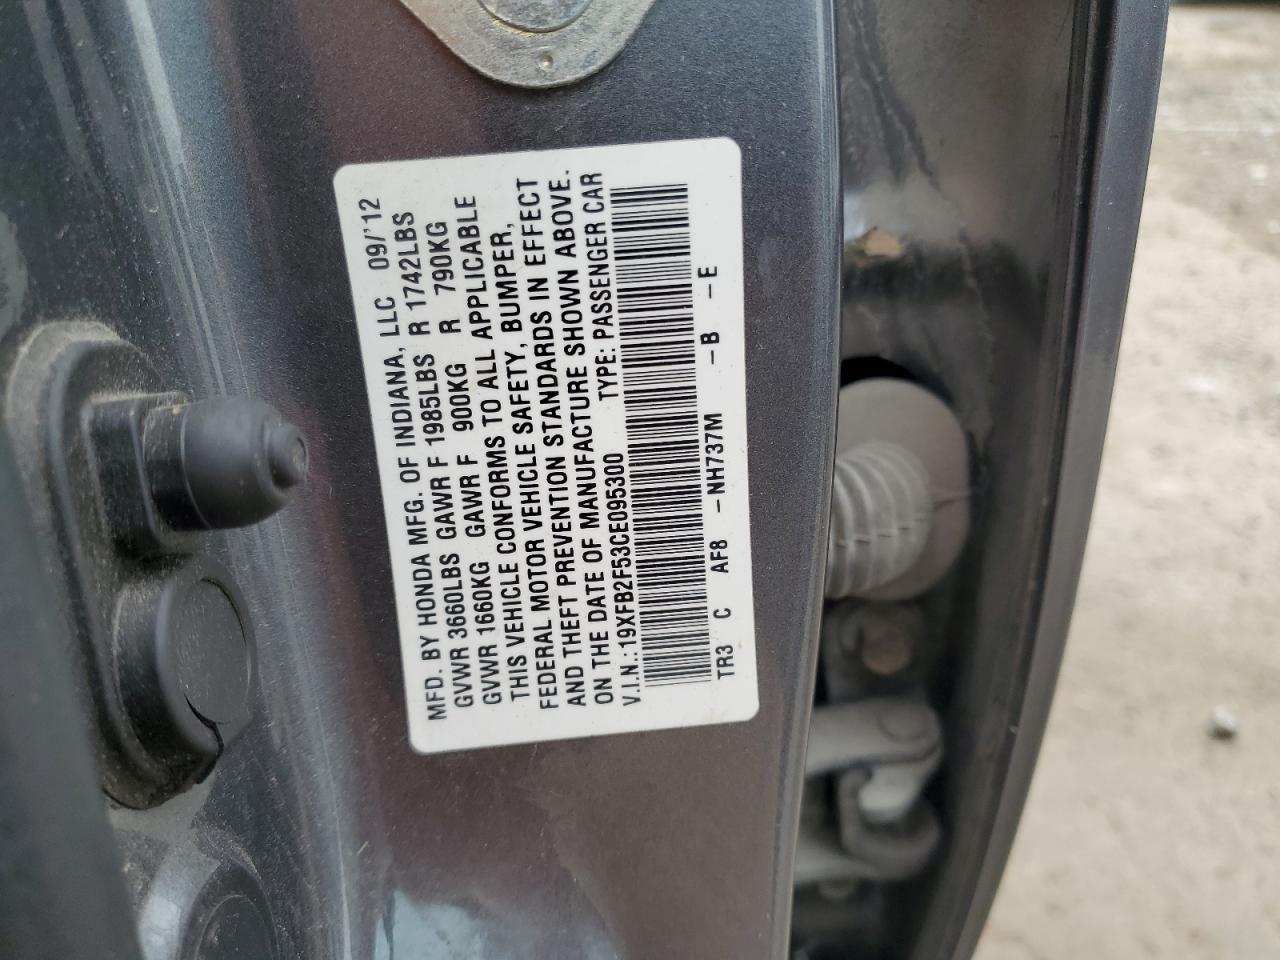 MFD. BY HONDA MFG. OF INDIANA, LLC 09/'12
GVWR 3660LBS GAWR F 1985LBS R 1742LBS
GVWR 1660KG GAWR F 900KG R 790KG
THIS VEHICLE CONFORMS TO ALL APPLICABLE
FEDERAL MOTOR VEHICLE SAFETY, BUMPER,
AND THEFT PREVENTION STANDARDS IN EFFECT
ON THE DATE OF MANUFACTURE SHOWN ABOVE.
V.I.N.: 19XFB2F53CE095300 TYPE: PASSENGER CAR
TR3 C AF8 -NH737M -B -E